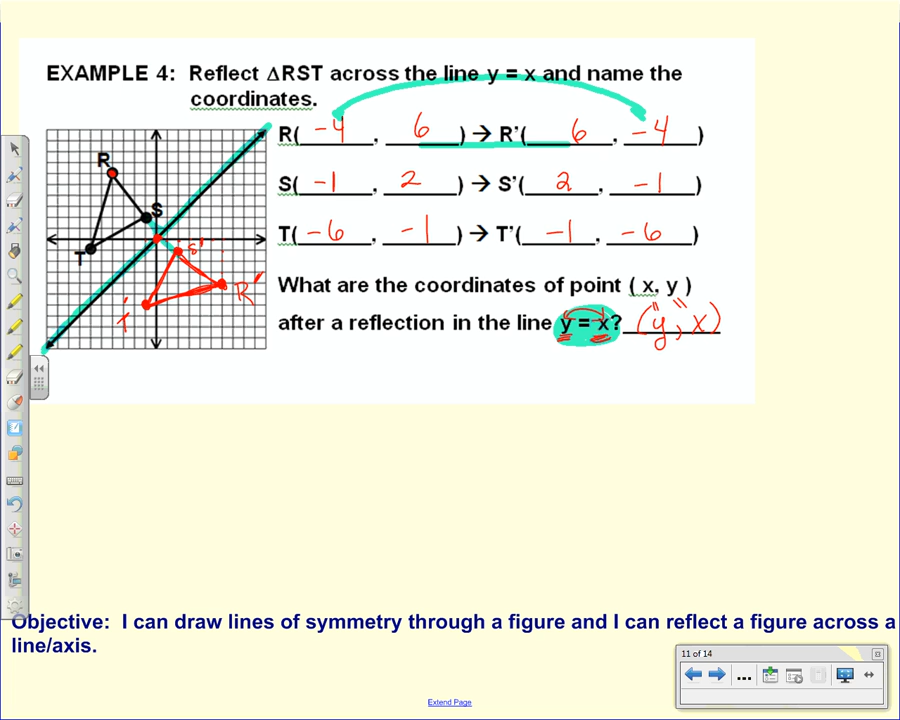 EXAMPLE 4: Reflect ΔRST across the line y = x and name the
coordinates.
R( -4 , 6 ) → R'( 6 , -4 )
S( -1 , 2 ) → S'( 2 , -1 )
T( -6 , -1 ) → T'( -1 , -6 )
R
S
T
S'
R'
T'
What are the coordinates of point ( x, y )
after a reflection in the line y = x? (y, x)
Objective: I can draw lines of symmetry through a figure and I can reflect a figure across a
line/axis.
11 of 14
Extend Page